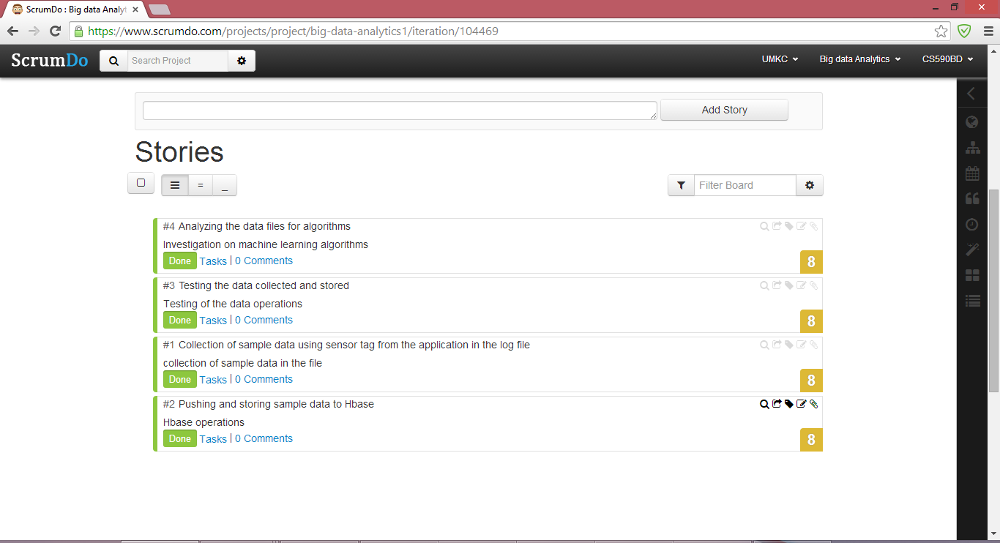 ScrumDo : Big data Analyt
https://www.scrumdo.com/projects/project/big-data-analytics1/iteration/104469
ScrumDo Search Project UMKC Big data Analytics CS590BD
Add Story
Stories
Filter Board
#4 Analyzing the data files for algorithms
Investigation on machine learning algorithms
Done Tasks | 0 Comments 8
#3 Testing the data collected and stored
Testing of the data operations
Done Tasks | 0 Comments 8
#1 Collection of sample data using sensor tag from the application in the log file
collection of sample data in the file
Done Tasks | 0 Comments 8
#2 Pushing and storing sample data to Hbase
Hbase operations
Done Tasks | 0 Comments 8